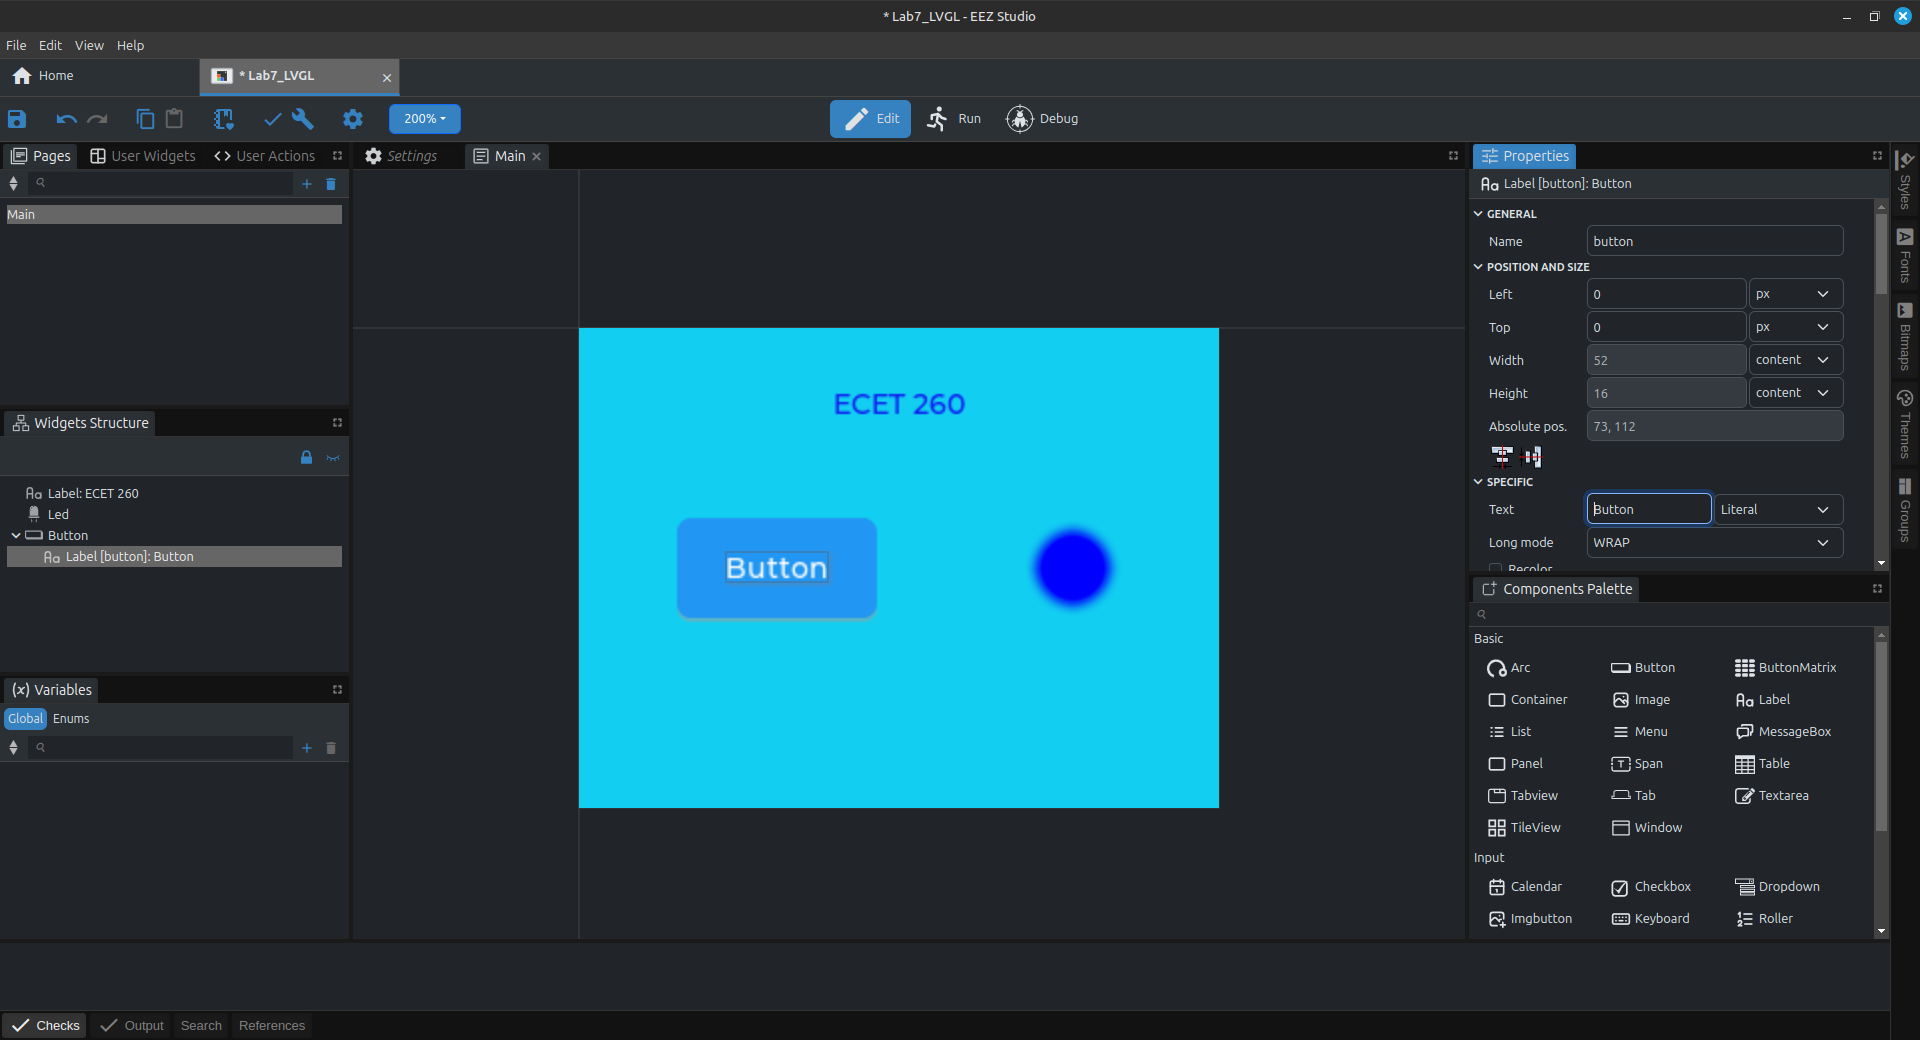 * Lab7_LVGL - EEZ Studio
File Edit View Help
Home
* Lab7_LVGL
200%
Edit Run Debug
Pages User Widgets User Actions
Main
Settings Main
ECET 260
Button
Widgets Structure
Label: ECET 260
Led
Button
Label [button]: Button
Variables
Global Enums
Properties
Label [button]: Button
GENERAL
Name button
POSITION AND SIZE
Left 0 px
Top 0 px
Width 52 content
Height 16 content
Absolute pos. 73, 112
SPECIFIC
Text Button Literal
Long mode WRAP
Recolor
Components Palette
Basic
Arc Button ButtonMatrix
Container Image Label
List Menu MessageBox
Panel Span Table
Tabview Tab Textarea
TileView Window
Input
Calendar Checkbox Dropdown
Imgbutton Keyboard Roller
Styles
Fonts
Bitmaps
Themes
Groups
Checks Output Search References